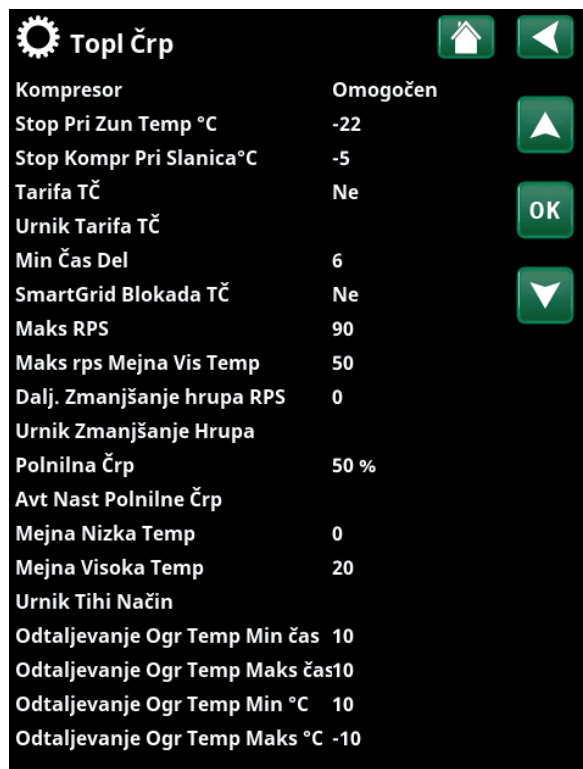 Topl Črp
Kompresor Omogočen
Stop Pri Zun Temp °C -22
Stop Kompr Pri Slanica°C -5
Tarifa TČ Ne
Urnik Tarifa TČ
OK
Min Čas Del 6
SmartGrid Blokada TČ Ne
Maks RPS 90
Maks rps Mejna Vis Temp 50
Dalj. Zmanjšanje hrupa RPS 0
Urnik Zmanjšanje Hrupa
Polnilna Črp 50 %
Avt Nast Polnilne Črp
Mejna Nizka Temp 0
Mejna Visoka Temp 20
Urnik Tihi Način
Odtaljevanje Ogr Temp Min čas 10
Odtaljevanje Ogr Temp Maks čas 10
Odtaljevanje Ogr Temp Min °C 10
Odtaljevanje Ogr Temp Maks °C -10